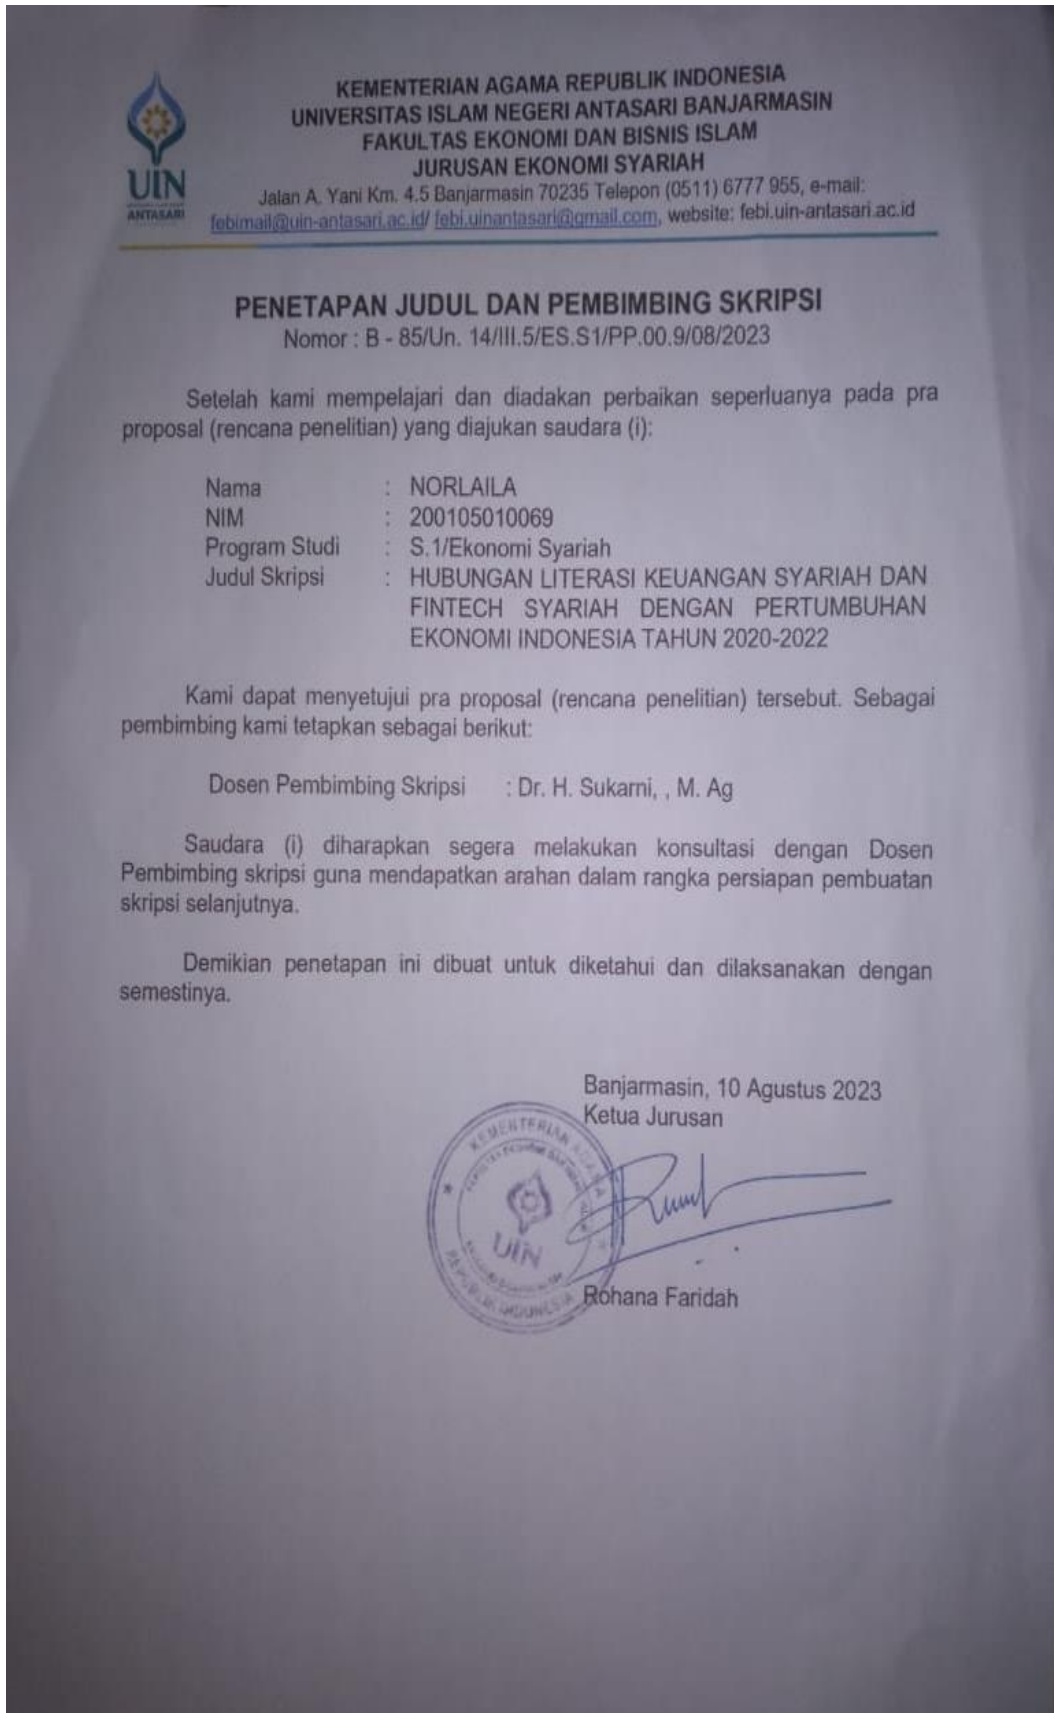 KEMENTERIAN AGAMA REPUBLIK INDONESIA
UNIVERSITAS ISLAM NEGERI ANTASARI BANJARMASIN
FAKULTAS EKONOMI DAN BISNIS ISLAM
JURUSAN EKONOMI SYARIAH
Jalan A. Yani Km. 4.5 Banjarmasin 70235 Telepon (0511) 6777 955, e-mail:
febimail@uin-antasari.ac.id/ febi.uinantasari@gmail.com, website: febi.uin-antasari.ac.id
UIN
ANTASARI
PENETAPAN JUDUL DAN PEMBIMBING SKRIPSI
Nomor : B - 85/Un. 14/III.5/ES.S1/PP.00.9/08/2023
Setelah kami mempelajari dan diadakan perbaikan seperluanya pada pra
proposal (rencana penelitian) yang diajukan saudara (i):
Nama : NORLAILA
NIM : 200105010069
Program Studi : S.1/Ekonomi Syariah
Judul Skripsi : HUBUNGAN LITERASI KEUANGAN SYARIAH DAN
FINTECH SYARIAH DENGAN PERTUMBUHAN
EKONOMI INDONESIA TAHUN 2020-2022
Kami dapat menyetujui pra proposal (rencana penelitian) tersebut. Sebagai
pembimbing kami tetapkan sebagai berikut:
Dosen Pembimbing Skripsi : Dr. H. Sukarni, , M. Ag
Saudara (i) diharapkan segera melakukan konsultasi dengan Dosen
Pembimbing skripsi guna mendapatkan arahan dalam rangka persiapan pembuatan
skripsi selanjutnya.
Demikian penetapan ini dibuat untuk diketahui dan dilaksanakan dengan
semestinya.
Banjarmasin, 10 Agustus 2023
Ketua Jurusan
KEMENTERIAN AGAMA
UIN
REPUBLIK INDONESIA
Rohana Faridah